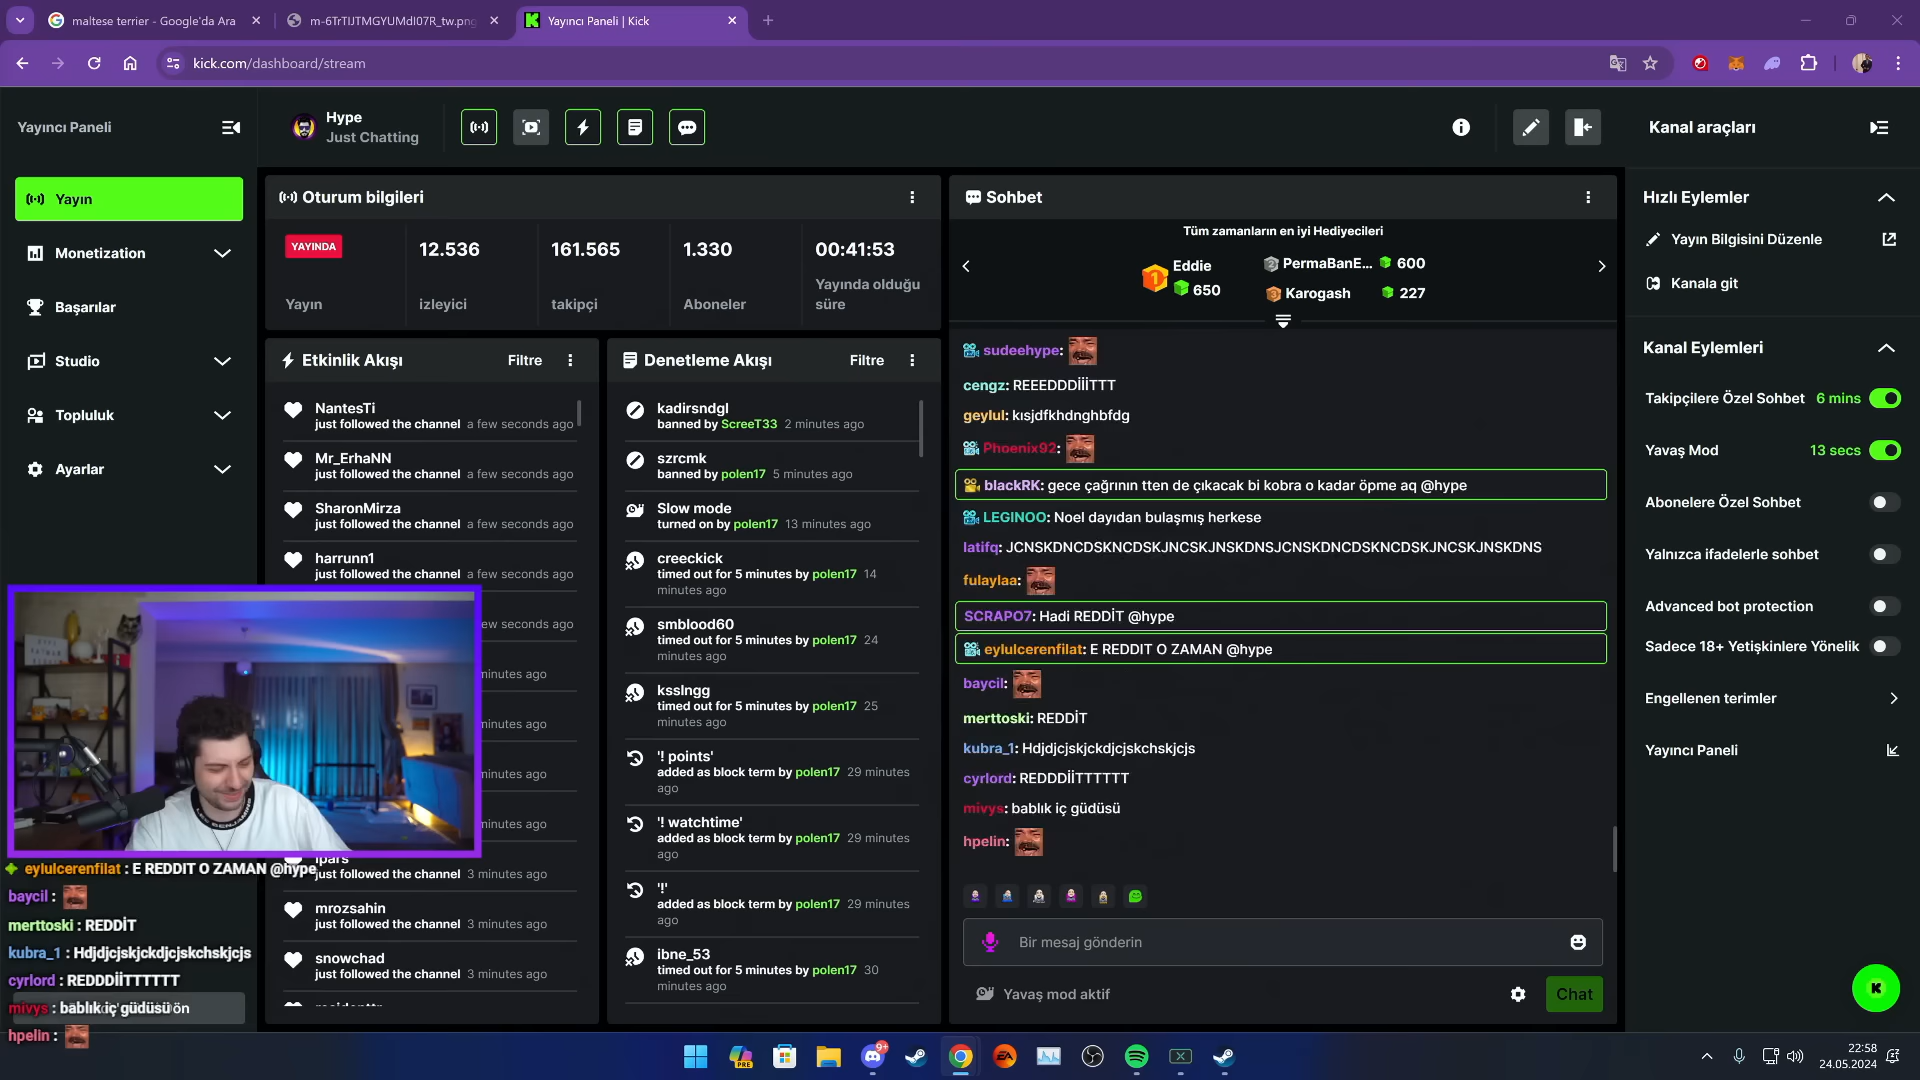 maltese terrier - Google'da Ara
m-6TrTIJTMGYUMdI07R_tw.png
Yayıncı Paneli | Kick
kick.com/dashboard/stream
Yayıncı Paneli
Hype
Just Chatting
Kanal araçları
Yayın
Monetization
Başarılar
Studio
Topluluk
Ayarlar
Oturum bilgileri
YAYINDA
Yayın
12.536
izleyici
161.565
takipçi
1.330
Aboneler
00:41:53
Yayında olduğu
süre
Etkinlik Akışı
Filtre
NantesTi
just followed the channel a few seconds ago
Mr_ErhaNN
just followed the channel a few seconds ago
SharonMirza
just followed the channel a few seconds ago
harrunn1
just followed the channel a few seconds ago
ew seconds ago
minutes ago
minutes ago
minutes ago
minutes ago
just followed the channel 3 minutes ago
mrozsahin
just followed the channel 3 minutes ago
snowchad
just followed the channel 3 minutes ago
Denetleme Akışı
Filtre
kadirsndgl
banned by ScreeT33 2 minutes ago
szrcmk
banned by polen17 5 minutes ago
Slow mode
turned on by polen17 13 minutes ago
creeckick
timed out for 5 minutes by polen17 14
minutes ago
smblood60
timed out for 5 minutes by polen17 24
minutes ago
ksslngg
timed out for 5 minutes by polen17 25
minutes ago
'! points'
added as block term by polen17 29 minutes
ago
'! watchtime'
added as block term by polen17 29 minutes
ago
'!'
added as block term by polen17 29 minutes
ago
ibne_53
timed out for 5 minutes by polen17 30
minutes ago
Sohbet
Tüm zamanların en iyi Hediyecileri
1
Eddie
650
2
PermaBanE... 600
3
Karogash 227
sudeehype:
cengz: REEEDDDİİİTTT
geylul: kısjdfkhdnghbfdg
Phoenix92:
blackRK: gece çağrının tten de çıkacak bi kobra o kadar öpme aq @hype
LEGINOO: Noel dayıdan bulaşmış herkese
latifq: JCNSKDNCDSKNCDSKJNCSKJNSKDNSJCNSKDNCDSKNCDSKJNCSKJNSKDNS
fulaylaa:
SCRAPO7: Hadi REDDİT @hype
eylulcerenfilat: E REDDIT O ZAMAN @hype
baycil:
merttoski: REDDİT
kubra_1: Hdjdjcjskjckdjcjskchskjcjs
cyrlord: REDDDİİTTTTTT
mivys: bablık iç güdüsü
hpelin:
Bir mesaj gönderin
Yavaş mod aktif
Chat
Hızlı Eylemler
Yayın Bilgisini Düzenle
Kanala git
Kanal Eylemleri
Takipçilere Özel Sohbet 6 mins
Yavaş Mod 13 secs
Abonelere Özel Sohbet
Yalnızca ifadelerle sohbet
Advanced bot protection
Sadece 18+ Yetişkinlere Yönelik
Engellenen terimler
Yayıncı Paneli
K
eylulcerenfilat : E REDDIT O ZAMAN @hype
baycil :
merttoski : REDDİT
kubra_1 : Hdjdjcjskjckdjcjskchskjcjs
cyrlord : REDDDİİTTTTTT
mivys : bablık iç güdüsü
hpelin :
PRE
9+
EA
22:58
24.05.2024